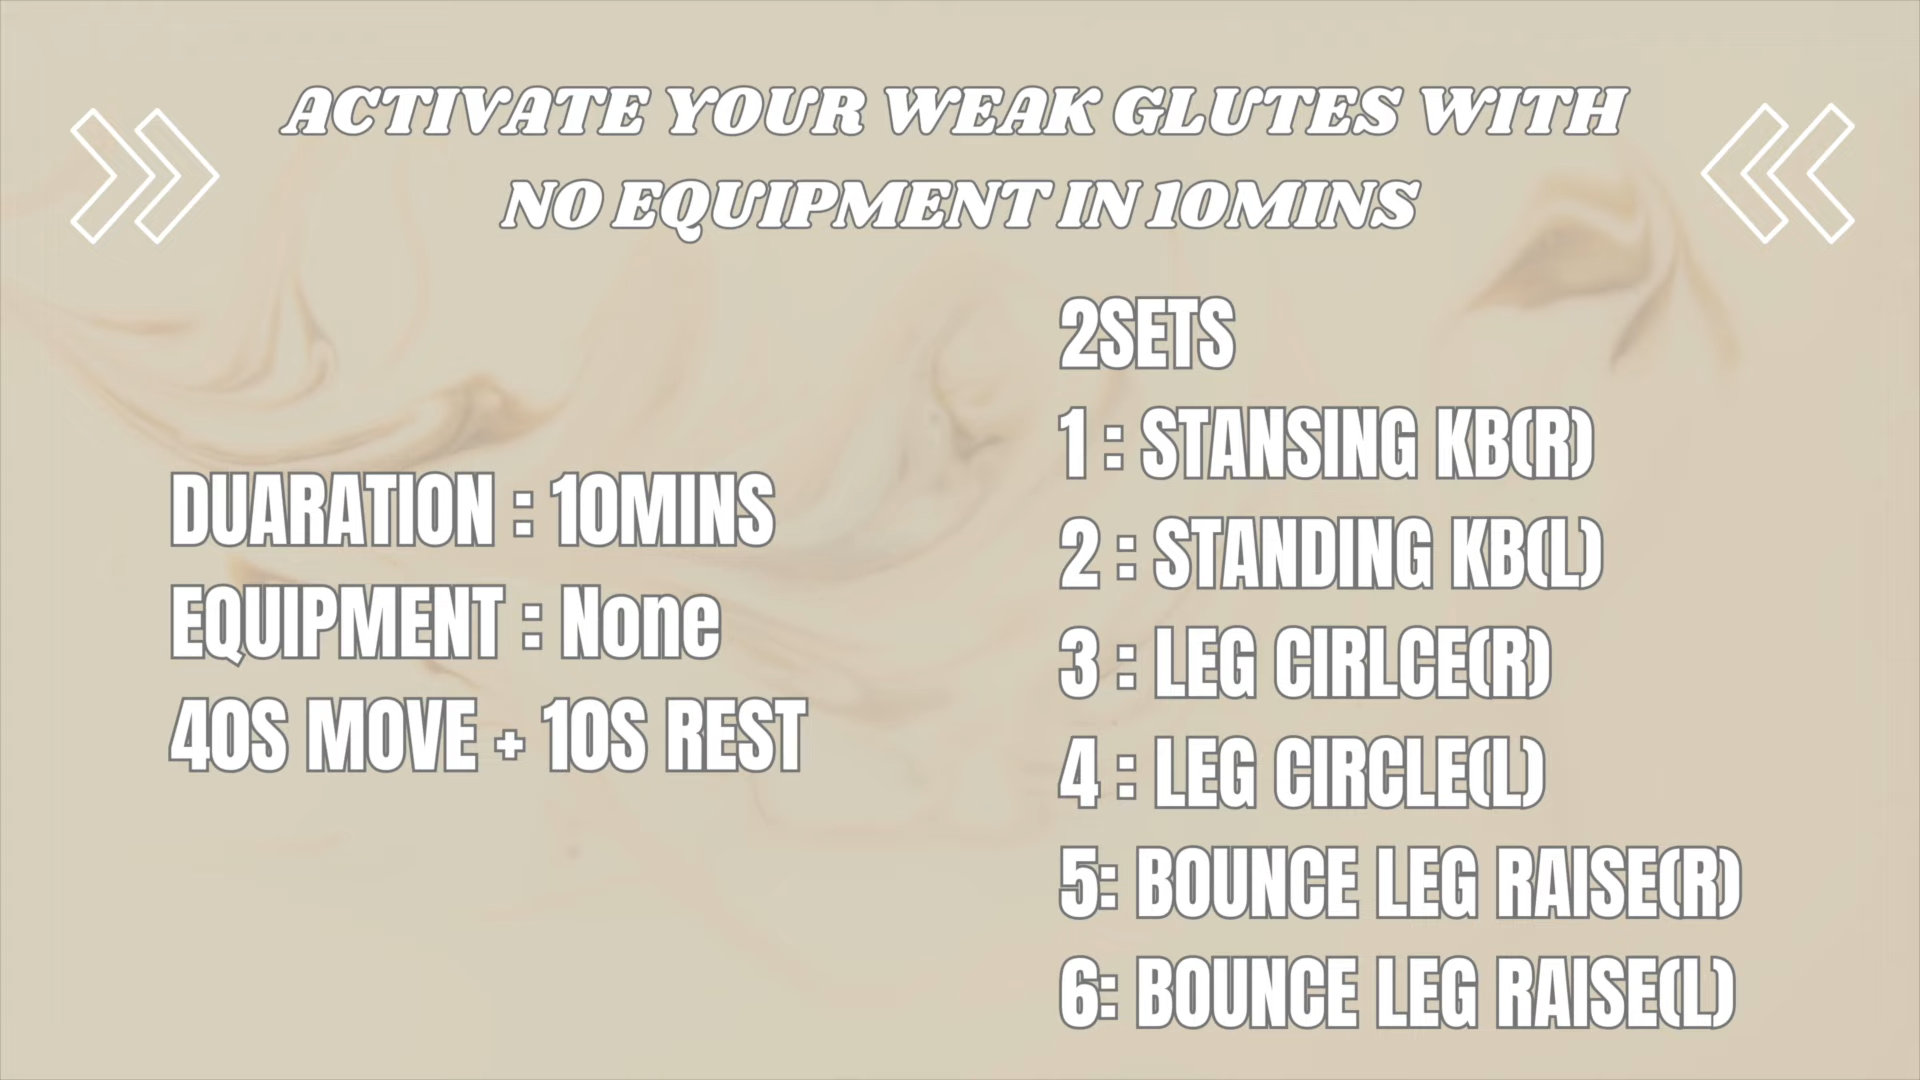 ACTIVATE YOUR WEAK GLUTES WITH
NO EQUIPMENT IN 10MINS
DUARATION : 10MINS
EQUIPMENT : None
40S MOVE + 10S REST
2SETS
1 : STANSING KB(R)
2 : STANDING KB(L)
3 : LEG CIRLCE(R)
4 : LEG CIRCLE(L)
5: BOUNCE LEG RAISE(R)
6: BOUNCE LEG RAISE(L)